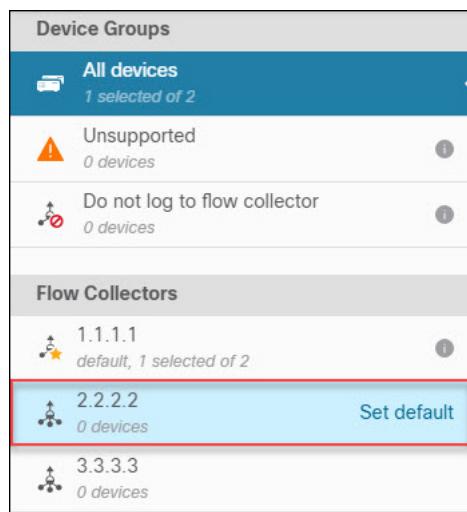 Device Groups
All devices
1 selected of 2
Unsupported
0 devices
Do not log to flow collector
0 devices
Flow Collectors
1.1.1.1
default, 1 selected of 2
2.2.2.2
Set default
0 devices
3.3.3.3
0 devices